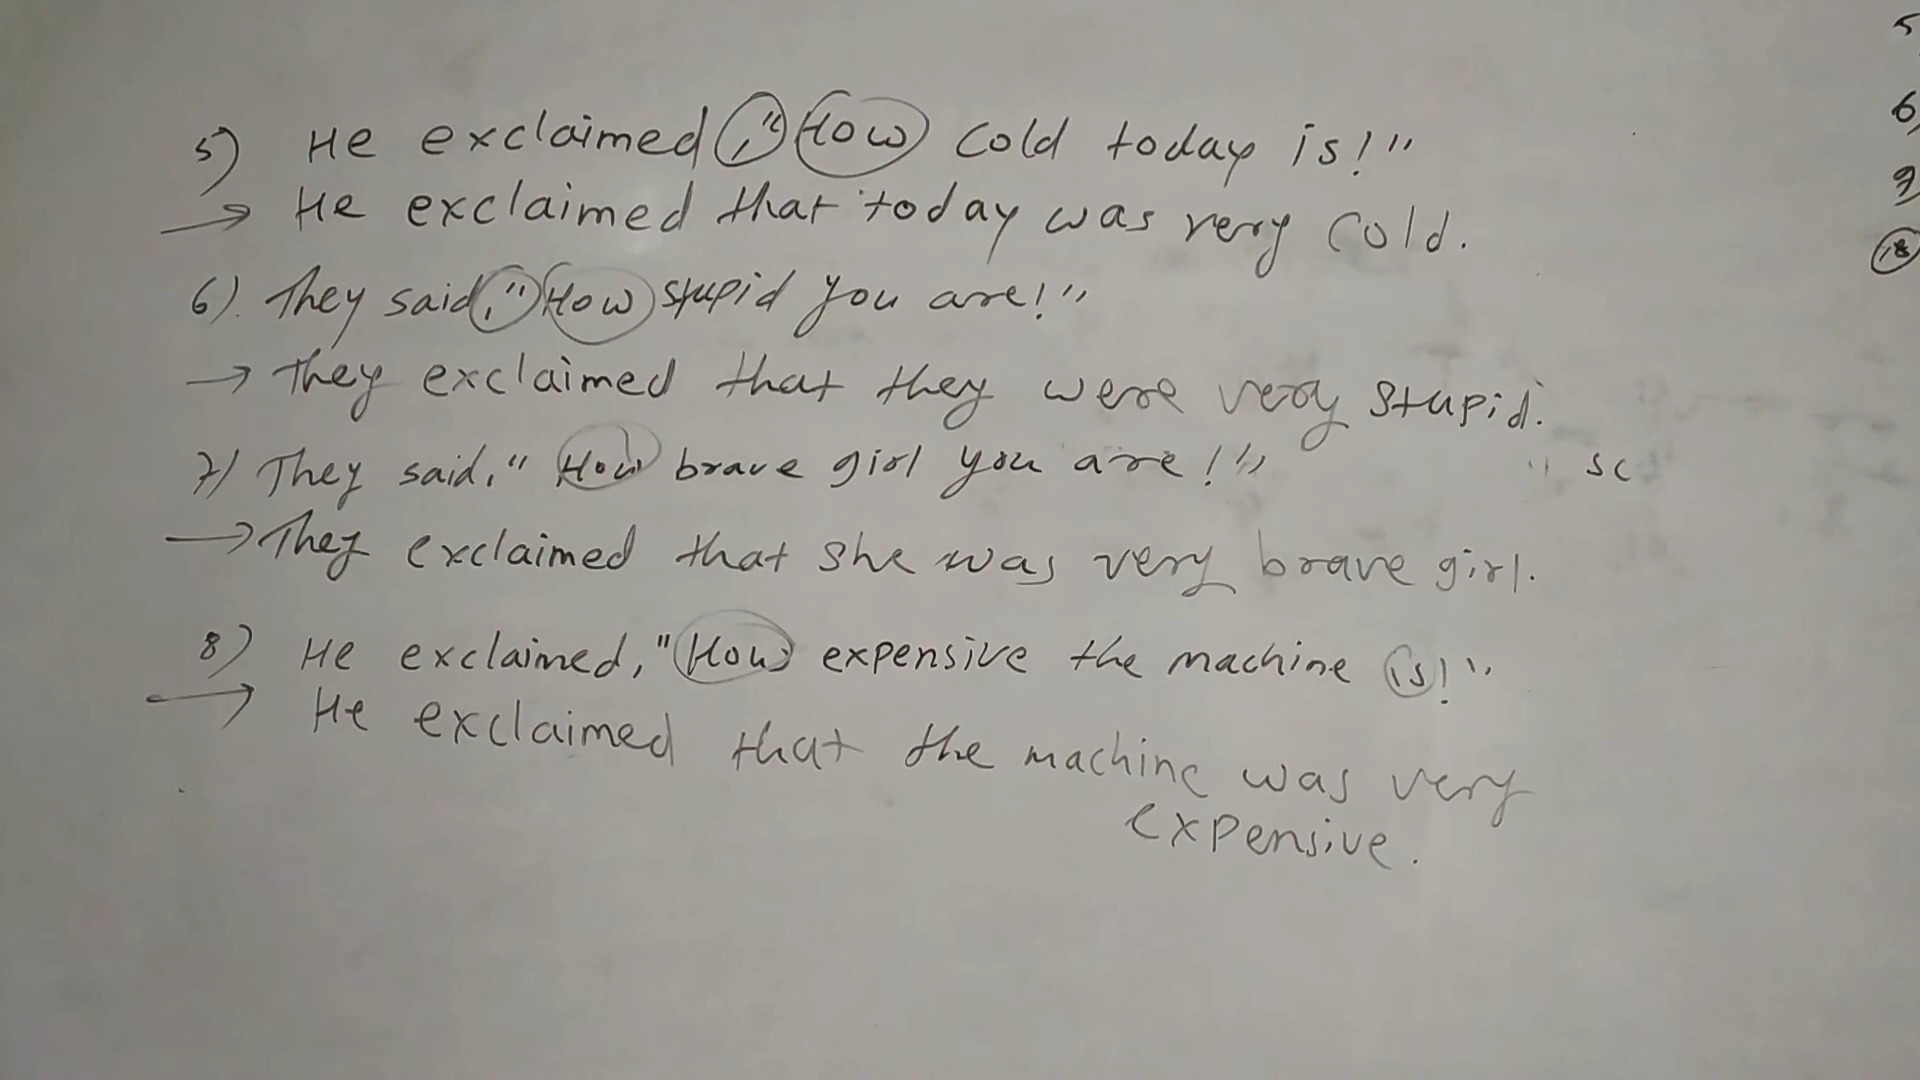 5) He exclaimed, "How cold today is!"
→ He exclaimed that today was very cold.
6). They said, "How stupid you are!"
→ They exclaimed that they were very stupid.
7) They said, "How brave girl you are!"
→ They exclaimed that she was very brave girl.
8) He exclaimed, "How expensive the machine is!"
→ He exclaimed that the machine was very
expensive.
5
6)
18